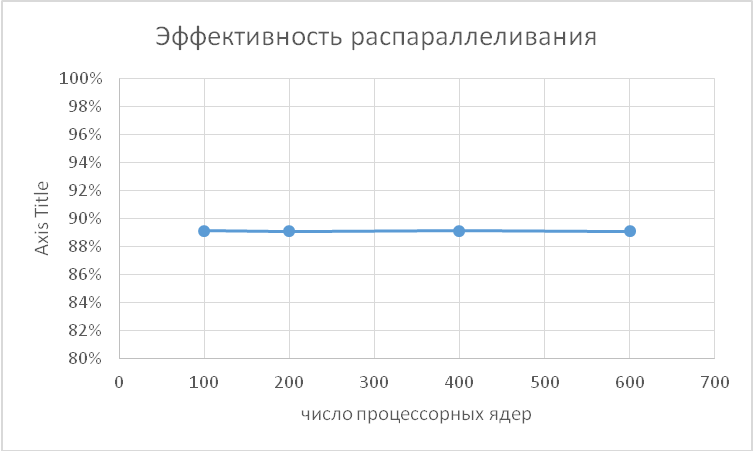 Эффективность распараллеливания
100%
98%
96%
94%
92%
90%
88%
86%
84%
82%
80%
Axis Title
0 100 200 300 400 500 600 700
число процессорных ядер